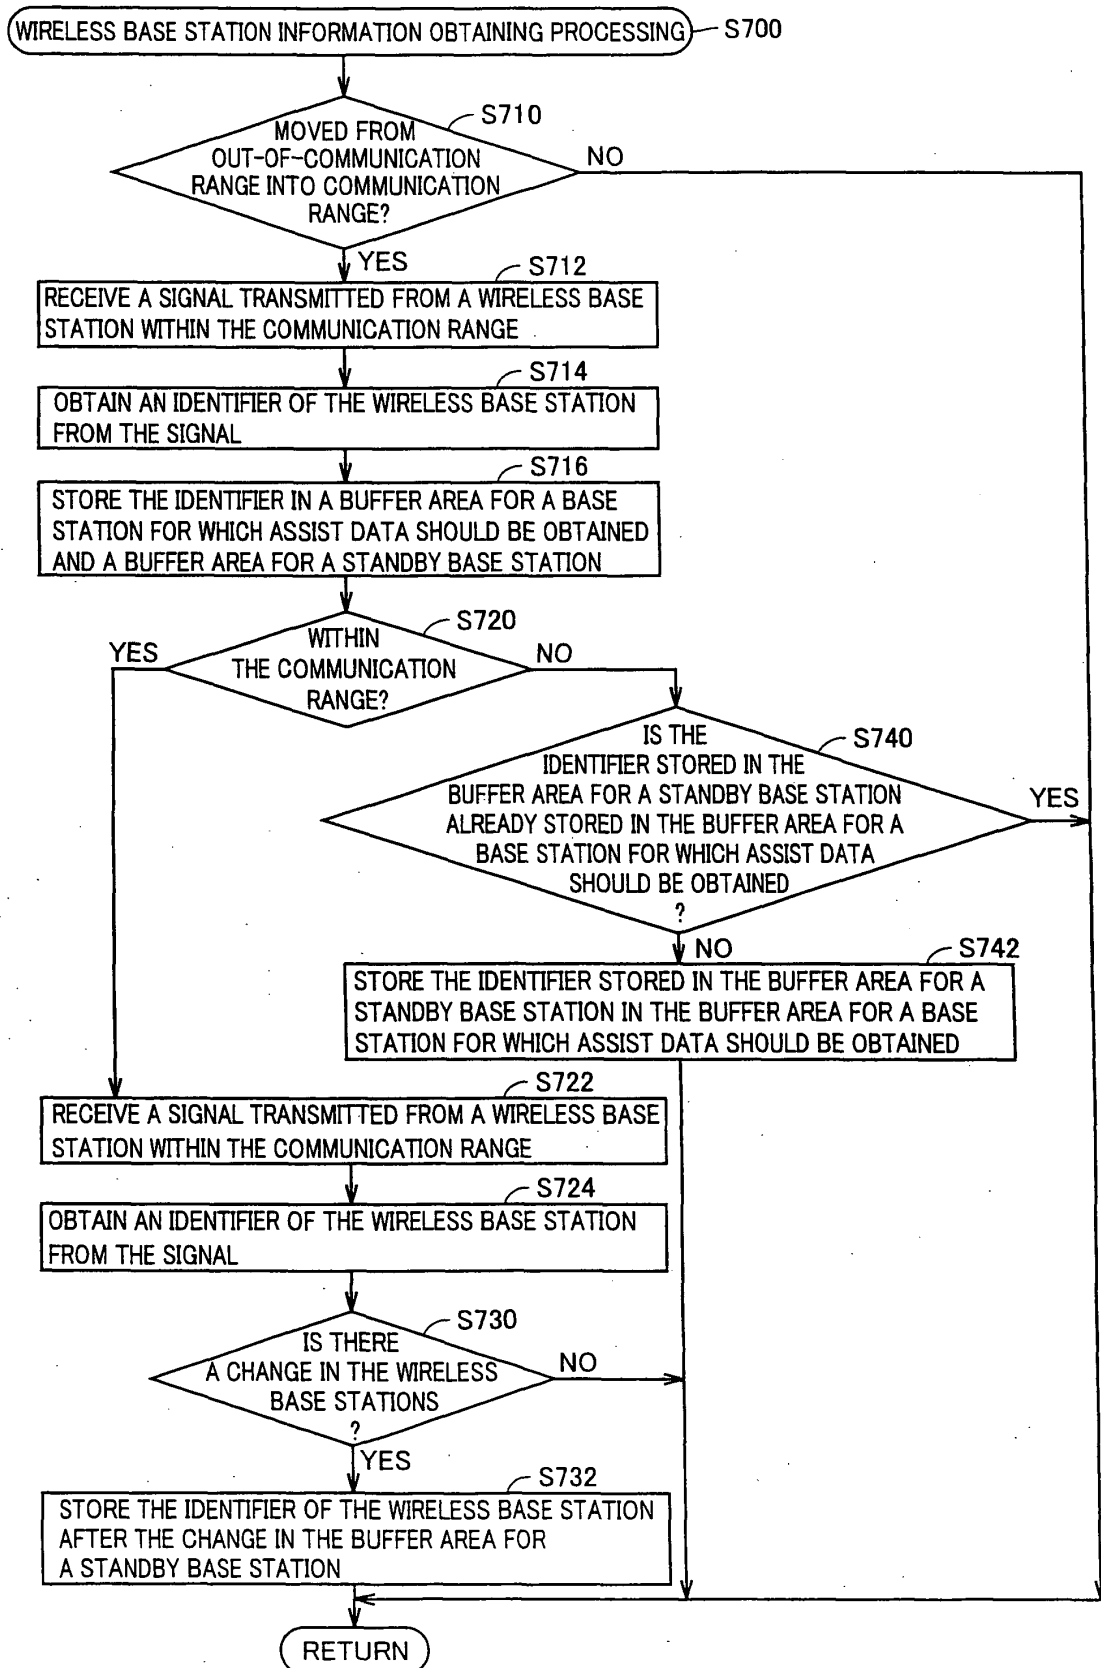 WIRELESS BASE STATION INFORMATION OBTAINING PROCESSING
S700
S710
MOVED FROM
OUT-OF-COMMUNICATION
RANGE INTO COMMUNICATION
RANGE?
NO
YES
S712
RECEIVE A SIGNAL TRANSMITTED FROM A WIRELESS BASE
STATION WITHIN THE COMMUNICATION RANGE
S714
OBTAIN AN IDENTIFIER OF THE WIRELESS BASE STATION
FROM THE SIGNAL
S716
STORE THE IDENTIFIER IN A BUFFER AREA FOR A BASE
STATION FOR WHICH ASSIST DATA SHOULD BE OBTAINED
AND A BUFFER AREA FOR A STANDBY BASE STATION
S720
WITHIN
THE COMMUNICATION
RANGE?
YES
NO
S740
IS THE
IDENTIFIER STORED IN THE
BUFFER AREA FOR A STANDBY BASE STATION
ALREADY STORED IN THE BUFFER AREA FOR A
BASE STATION FOR WHICH ASSIST DATA
SHOULD BE OBTAINED
?
YES
NO
S742
STORE THE IDENTIFIER STORED IN THE BUFFER AREA FOR A
STANDBY BASE STATION IN THE BUFFER AREA FOR A BASE
STATION FOR WHICH ASSIST DATA SHOULD BE OBTAINED
S722
RECEIVE A SIGNAL TRANSMITTED FROM A WIRELESS BASE
STATION WITHIN THE COMMUNICATION RANGE
S724
OBTAIN AN IDENTIFIER OF THE WIRELESS BASE STATION
FROM THE SIGNAL
S730
IS THERE
A CHANGE IN THE WIRELESS
BASE STATIONS
?
NO
YES
S732
STORE THE IDENTIFIER OF THE WIRELESS BASE STATION
AFTER THE CHANGE IN THE BUFFER AREA FOR
A STANDBY BASE STATION
RETURN